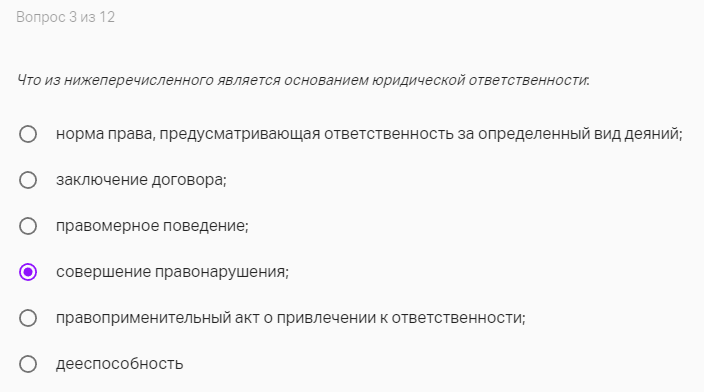 Вопрос 3 из 12
Что из нижеперечисленного является основанием юридической ответственности:
норма права, предусматривающая ответственность за определенный вид деяний;
заключение договора;
правомерное поведение;
совершение правонарушения;
правоприменительный акт о привлечении к ответственности;
дееспособность